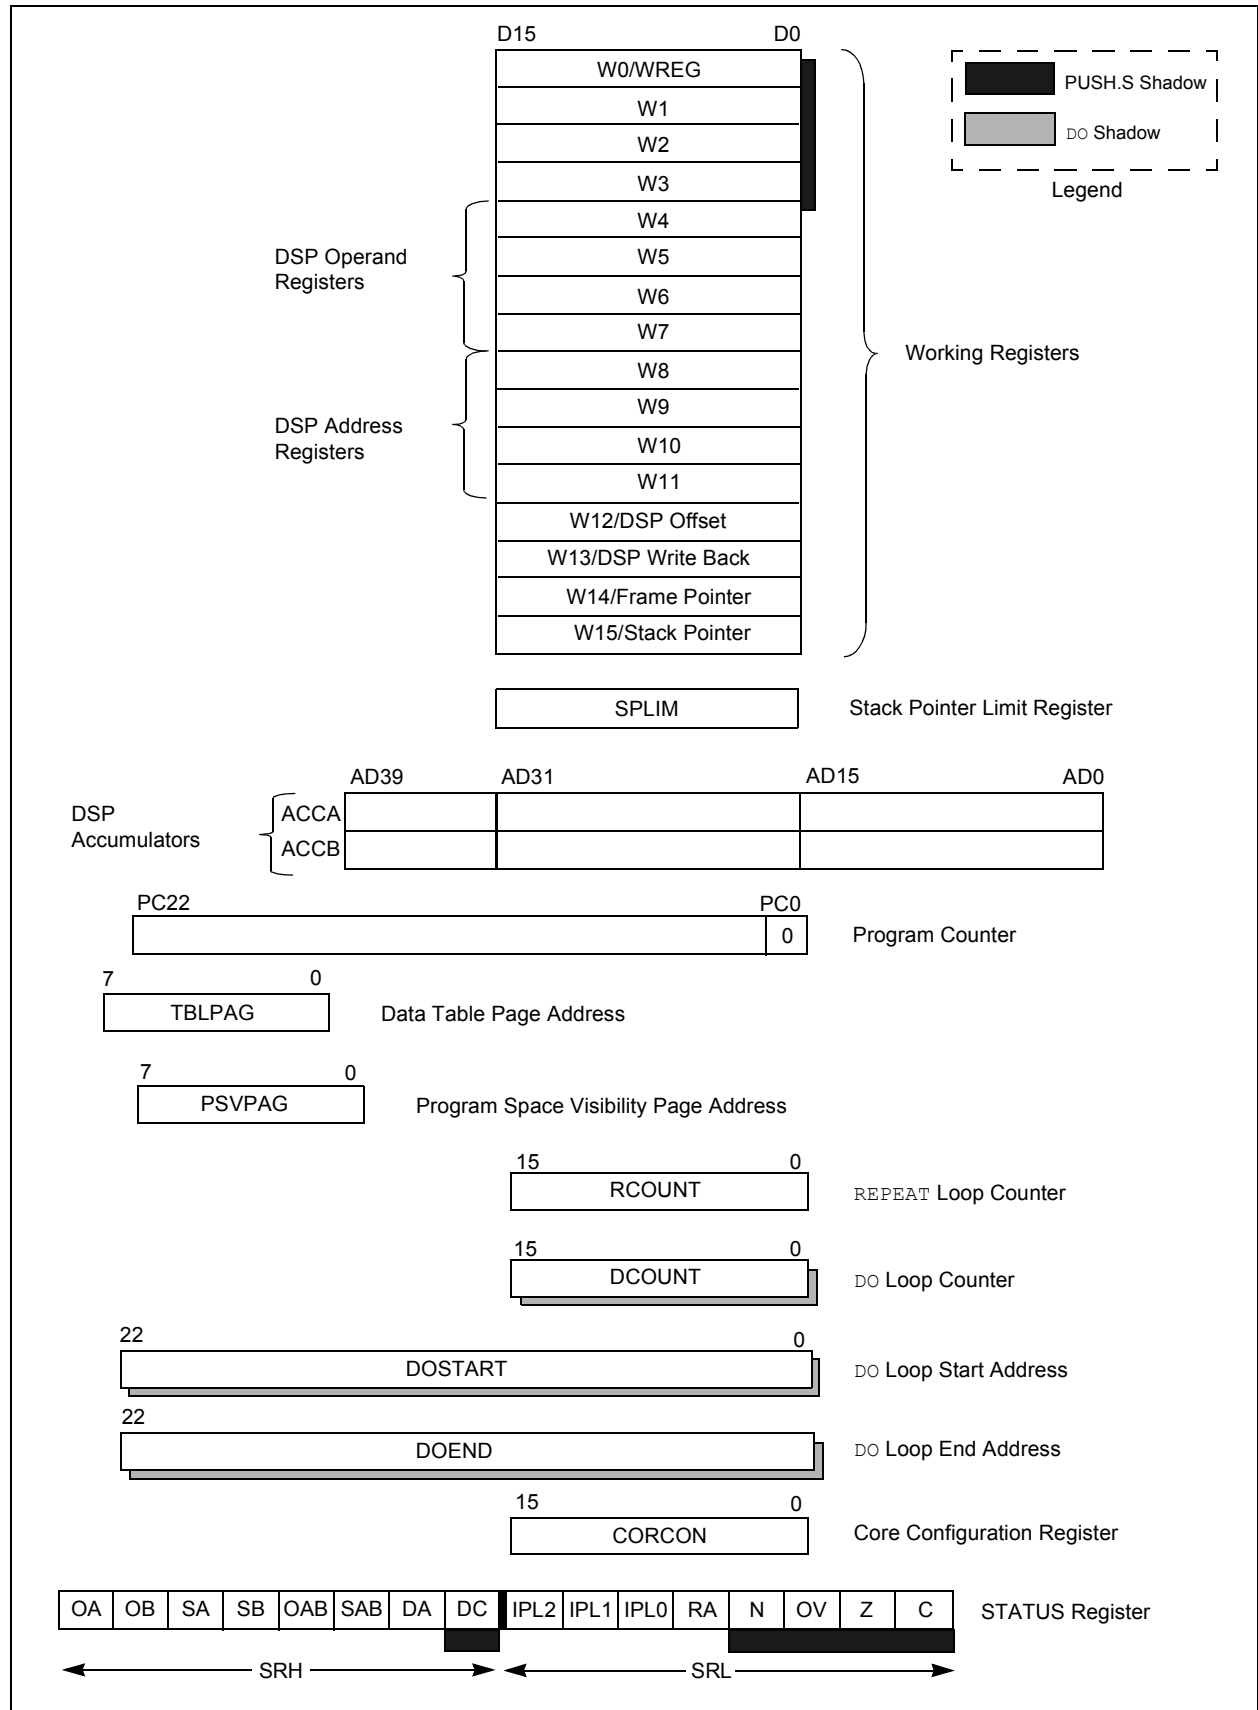 D15 D0
W0/WREG
W1
W2
W3
W4
W5
W6
W7
W8
W9
W10
W11
W12/DSP Offset
W13/DSP Write Back
W14/Frame Pointer
W15/Stack Pointer
PUSH.S Shadow
DO Shadow
Legend
DSP Operand
Registers
DSP Address
Registers
Working Registers
SPLIM Stack Pointer Limit Register
AD39 AD31 AD15 AD0
DSP
Accumulators
ACCA
ACCB
PC22 PC0
0 Program Counter
7 0
TBLPAG Data Table Page Address
7 0
PSVPAG Program Space Visibility Page Address
15 0
RCOUNT REPEAT Loop Counter
15 0
DCOUNT DO Loop Counter
22 0
DOSTART DO Loop Start Address
22
DOEND DO Loop End Address
15 0
CORCON Core Configuration Register
OA OB SA SB OAB SAB DA DC IPL2 IPL1 IPL0 RA N OV Z C STATUS Register
SRH SRL